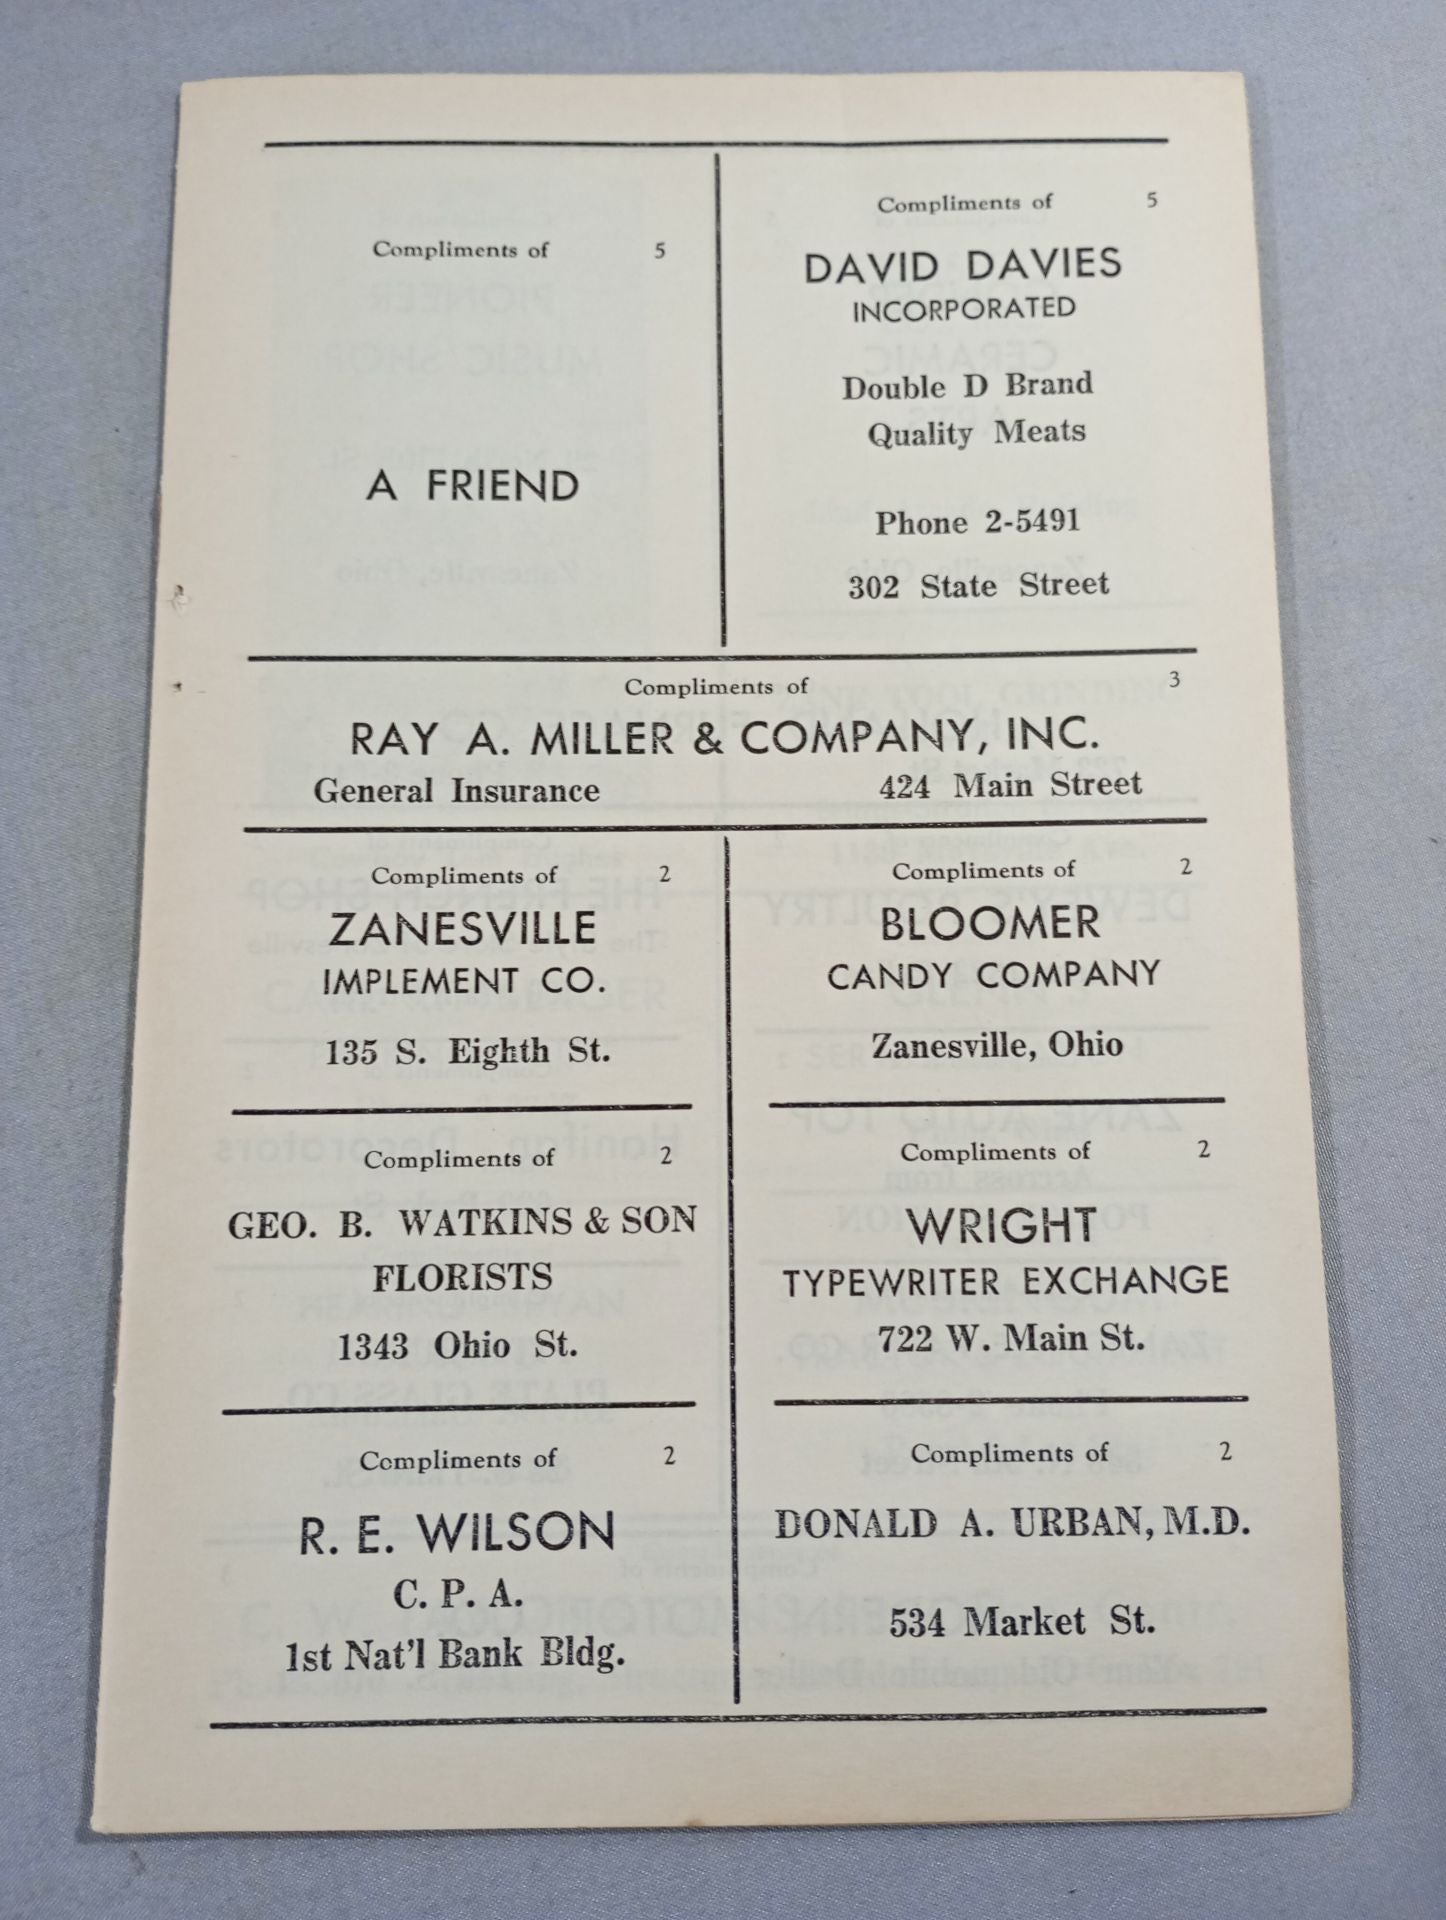 Compliments of 5
A FRIEND
Compliments of 5
DAVID DAVIES
INCORPORATED
Double D Brand
Quality Meats
Phone 2-5491
302 State Street
Compliments of 3
RAY A. MILLER & COMPANY, INC.
General Insurance 424 Main Street
Compliments of 2
ZANESVILLE
IMPLEMENT CO.
135 S. Eighth St.
Compliments of 2
BLOOMER
CANDY COMPANY
Zanesville, Ohio
Compliments of 2
GEO. B. WATKINS & SON
FLORISTS
1343 Ohio St.
Compliments of 2
WRIGHT
TYPEWRITER EXCHANGE
722 W. Main St.
Compliments of 2
R. E. WILSON
C. P. A.
1st Nat'l Bank Bldg.
Compliments of 2
DONALD A. URBAN, M.D.
534 Market St.